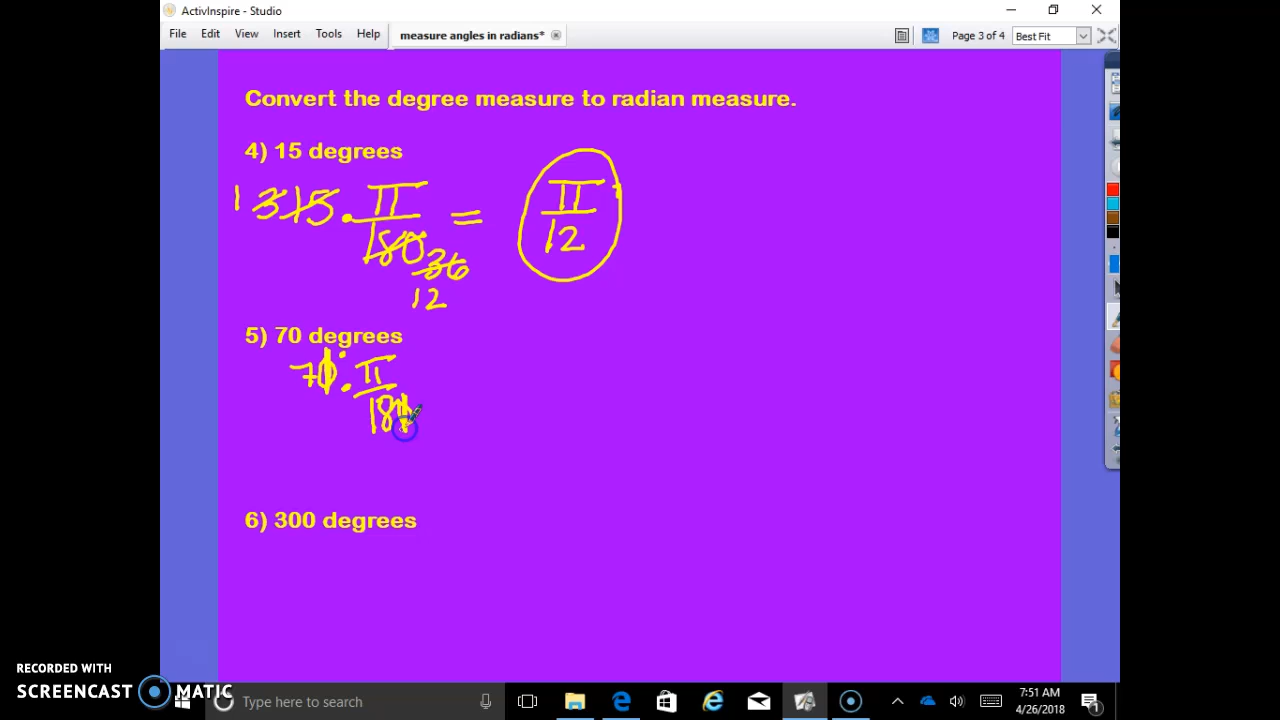 ActivInspire - Studio
File Edit View Insert Tools Help
measure angles in radians*
Page 3 of 4
Best Fit
Convert the degree measure to radian measure.
4) 15 degrees
1 3 15 · π/180 = π/12
36
12
5) 70 degrees
70 · π/180
6) 300 degrees
RECORDED WITH
SCREENCAST MATIC
Type here to search
7:51 AM
4/26/2018
1